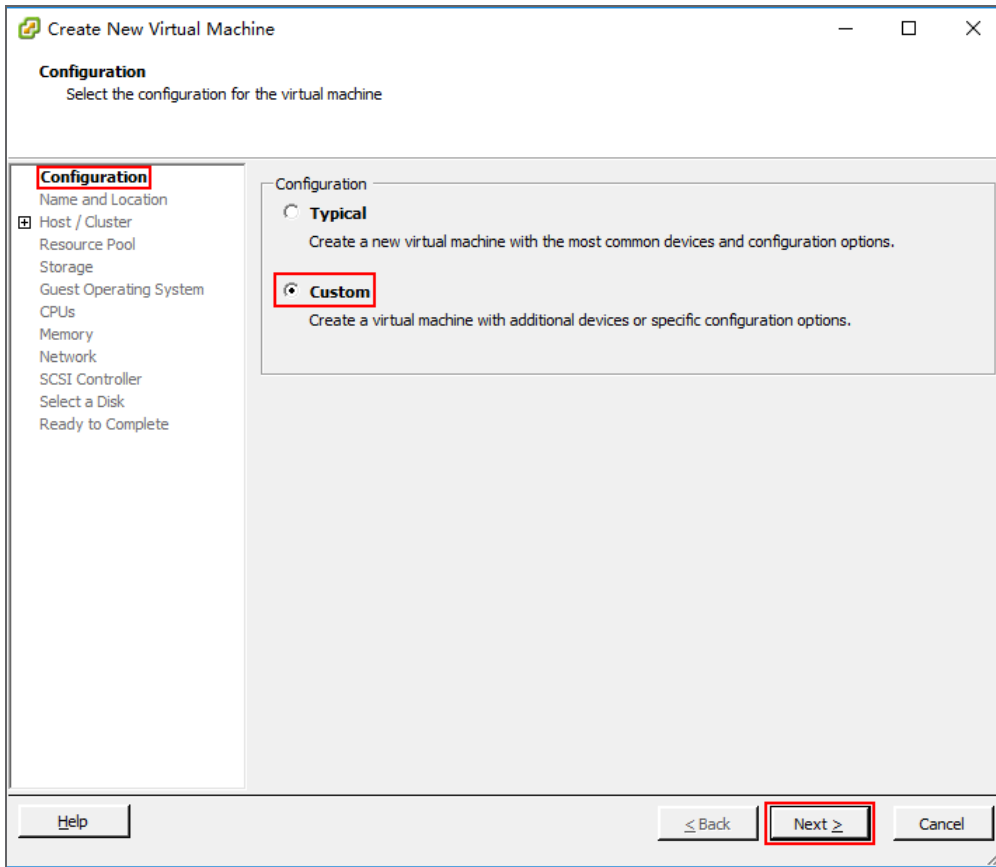 Create New Virtual Machine
Configuration
Select the configuration for the virtual machine
Configuration
Name and Location
Host / Cluster
Resource Pool
Storage
Guest Operating System
CPUs
Memory
Network
SCSI Controller
Select a Disk
Ready to Complete
Configuration
Typical
Create a new virtual machine with the most common devices and configuration options.
Custom
Create a virtual machine with additional devices or specific configuration options.
Help
< Back
Next >
Cancel